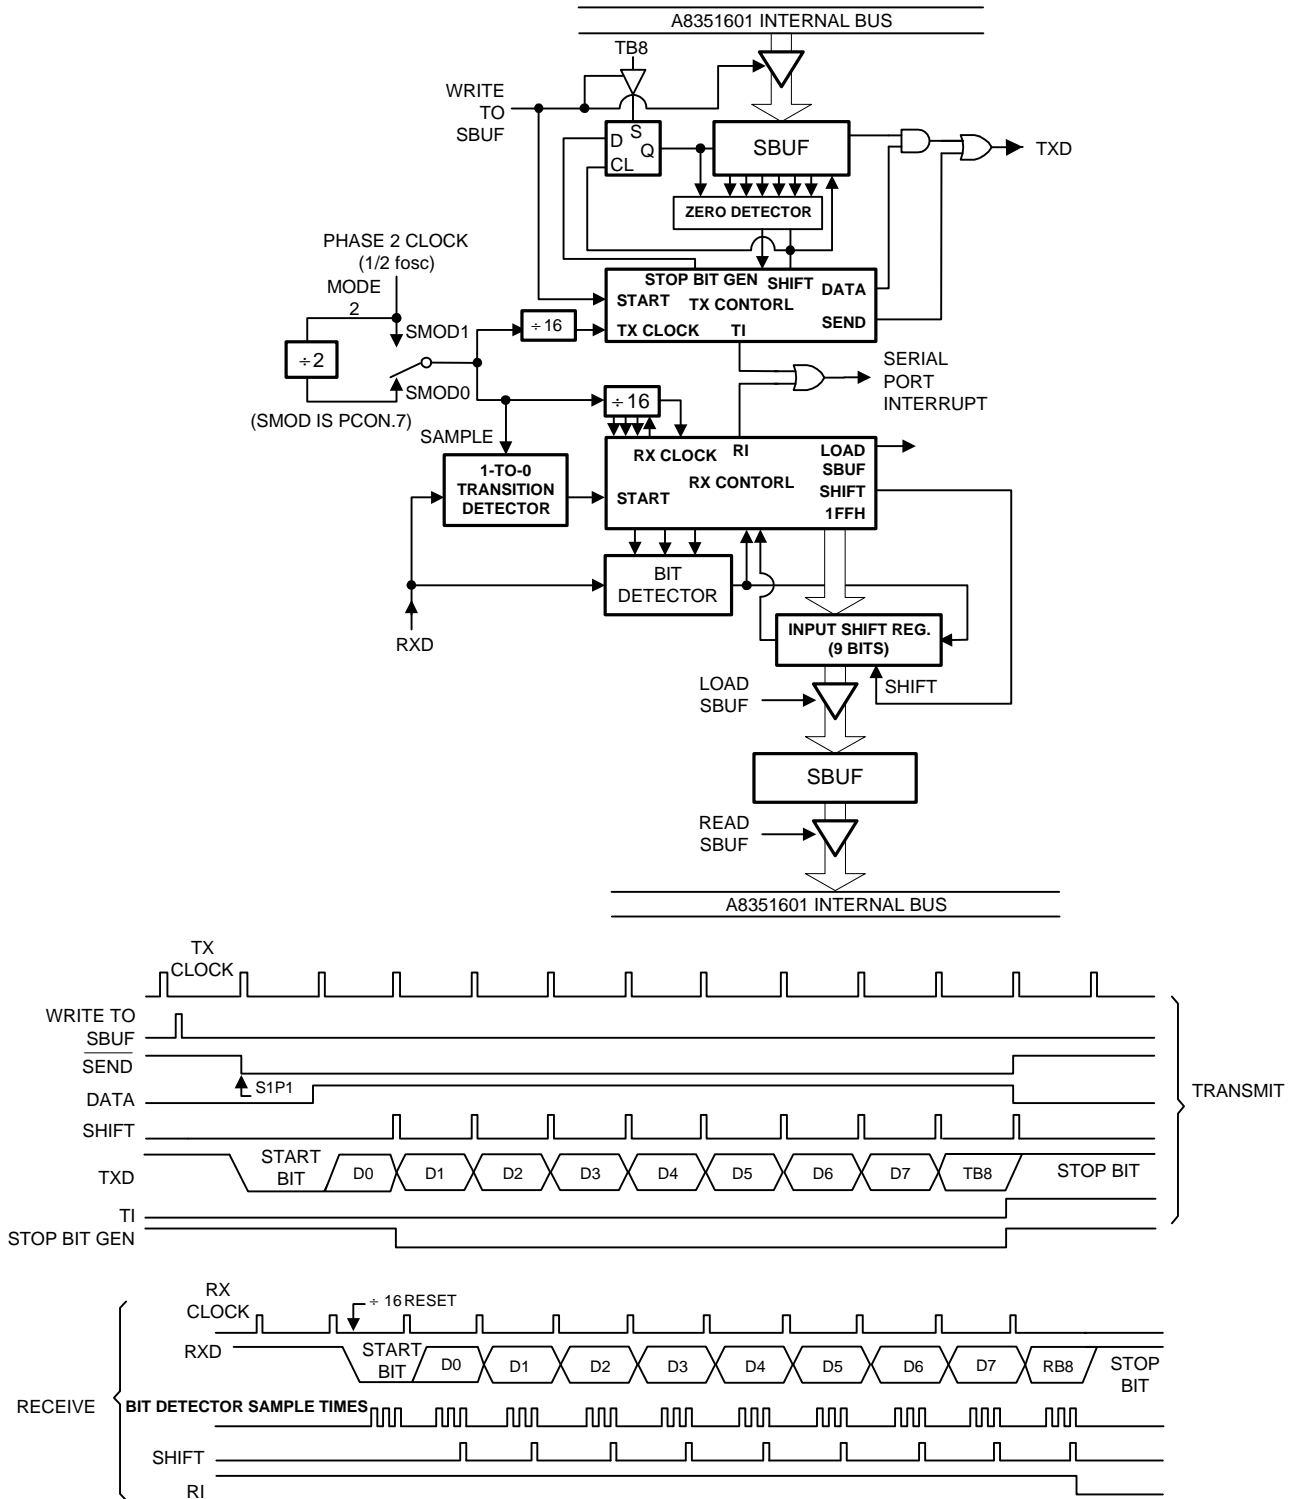 A8351601 INTERNAL BUS
TB8
WRITE
TO
SBUF
S
D
Q
CL
SBUF
TXD
ZERO DETECTOR
PHASE 2 CLOCK
(1/2 fosc)
MODE
2
STOP BIT GEN SHIFT DATA
START TX CONTORL
SEND
TX CLOCK TI
÷16
SMOD1
÷2
SMOD0
(SMOD IS PCON.7)
SERIAL
PORT
INTERRUPT
÷16
SAMPLE
RX CLOCK RI LOAD
SBUF
RX CONTORL
START SHIFT
1FFH
1-TO-0
TRANSITION
DETECTOR
BIT
DETECTOR
RXD
INPUT SHIFT REG.
(9 BITS)
LOAD
SBUF
SHIFT
SBUF
READ
SBUF
A8351601 INTERNAL BUS
TX
CLOCK
WRITE TO
SBUF
SEND
S1P1
DATA
SHIFT
TXD
START
BIT
D0 D1 D2 D3 D4 D5 D6 D7 TB8 STOP BIT
TI
STOP BIT GEN
TRANSMIT
RX
CLOCK
÷ 16 RESET
RXD
START
BIT
D0 D1 D2 D3 D4 D5 D6 D7 RB8 STOP
BIT
RECEIVE
BIT DETECTOR SAMPLE TIMES
SHIFT
RI